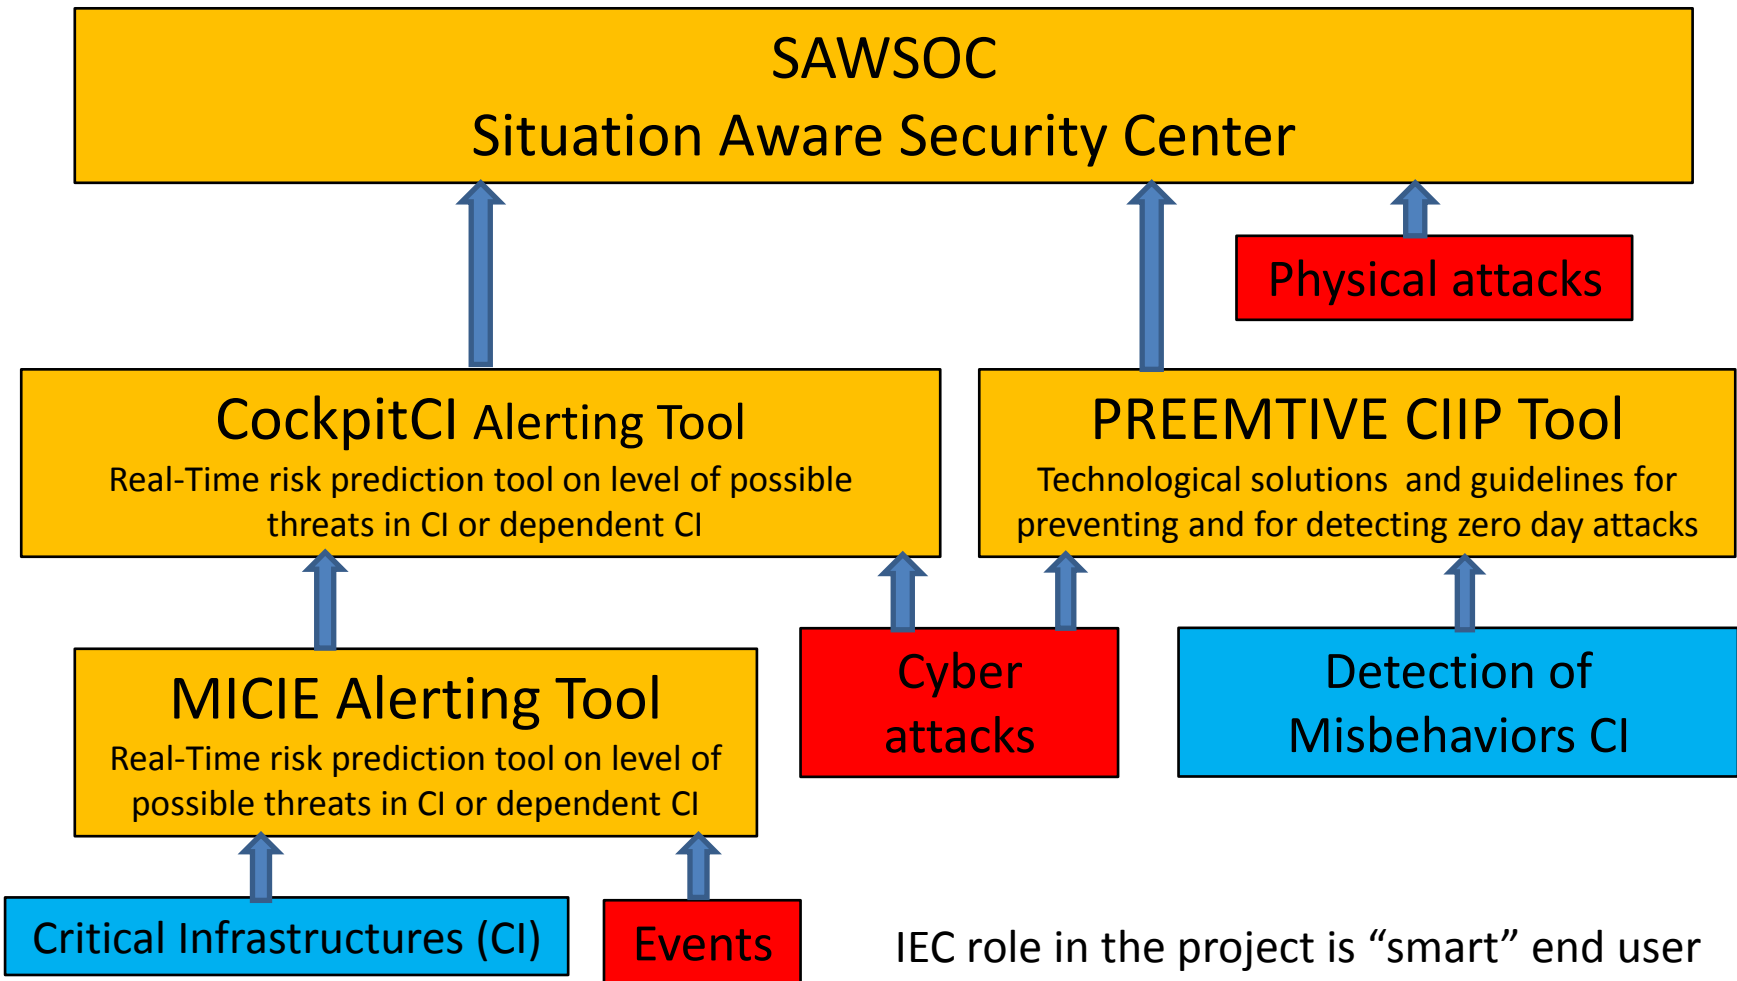 SAWSOC
Situation Aware Security Center
Physical attacks
CockpitCI Alerting Tool
Real-Time risk prediction tool on level of possible
threats in CI or dependent CI
PREEMTIVE CIIP Tool
Technological solutions and guidelines for
preventing and for detecting zero day attacks
MICIE Alerting Tool
Real-Time risk prediction tool on level of
possible threats in CI or dependent CI
Cyber
attacks
Detection of
Misbehaviors CI
Critical Infrastructures (CI)
Events
IEC role in the project is “smart” end user